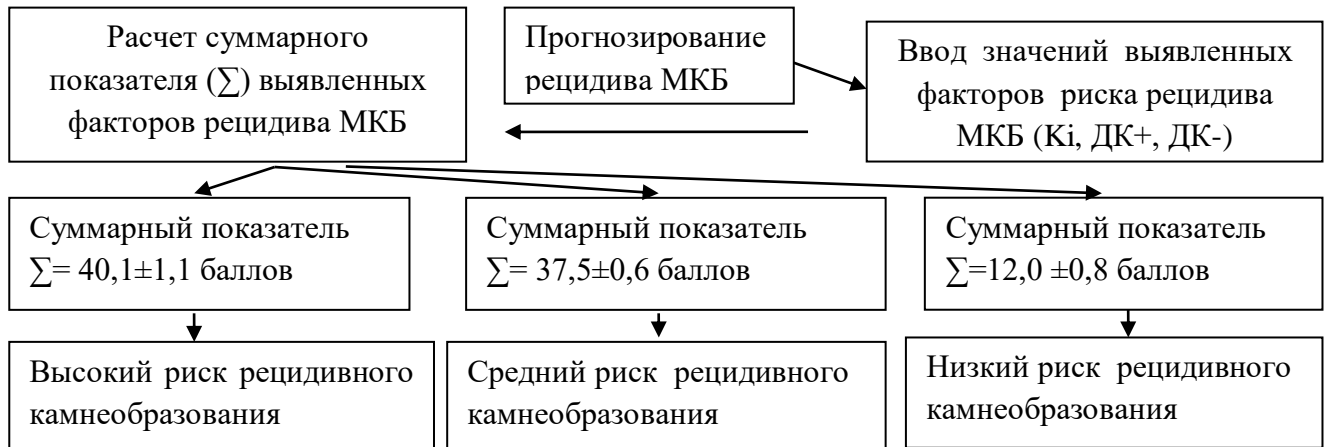 Расчет суммарного
показателя (∑) выявленных
факторов рецидива МКБ
Прогнозирование
рецидива МКБ
Ввод значений выявленных
факторов риска рецидива
МКБ (Ki, ДК+, ДК-)
Суммарный показатель
∑= 40,1±1,1 баллов
Суммарный показатель
∑= 37,5±0,6 баллов
Суммарный показатель
∑=12,0 ±0,8 баллов
Высокий риск рецидивного
камнеобразования
Средний риск рецидивного
камнеобразования
Низкий риск рецидивного
камнеобразования